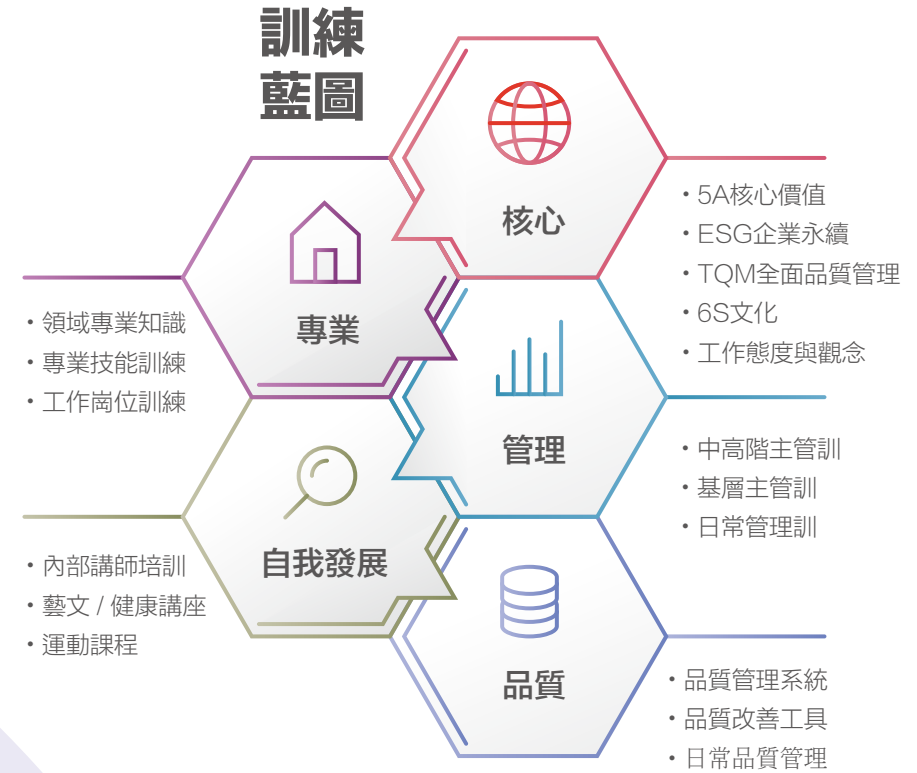 訓練
藍圖
核心
・5A核心價值
・ESG企業永續
・TQM全面品質管理
・6S文化
・工作態度與觀念
專業
・領域專業知識
・專業技能訓練
・工作崗位訓練
管理
・中高階主管訓
・基層主管訓
・日常管理訓
自我發展
・內部講師培訓
・藝文 / 健康講座
・運動課程
品質
・品質管理系統
・品質改善工具
・日常品質管理